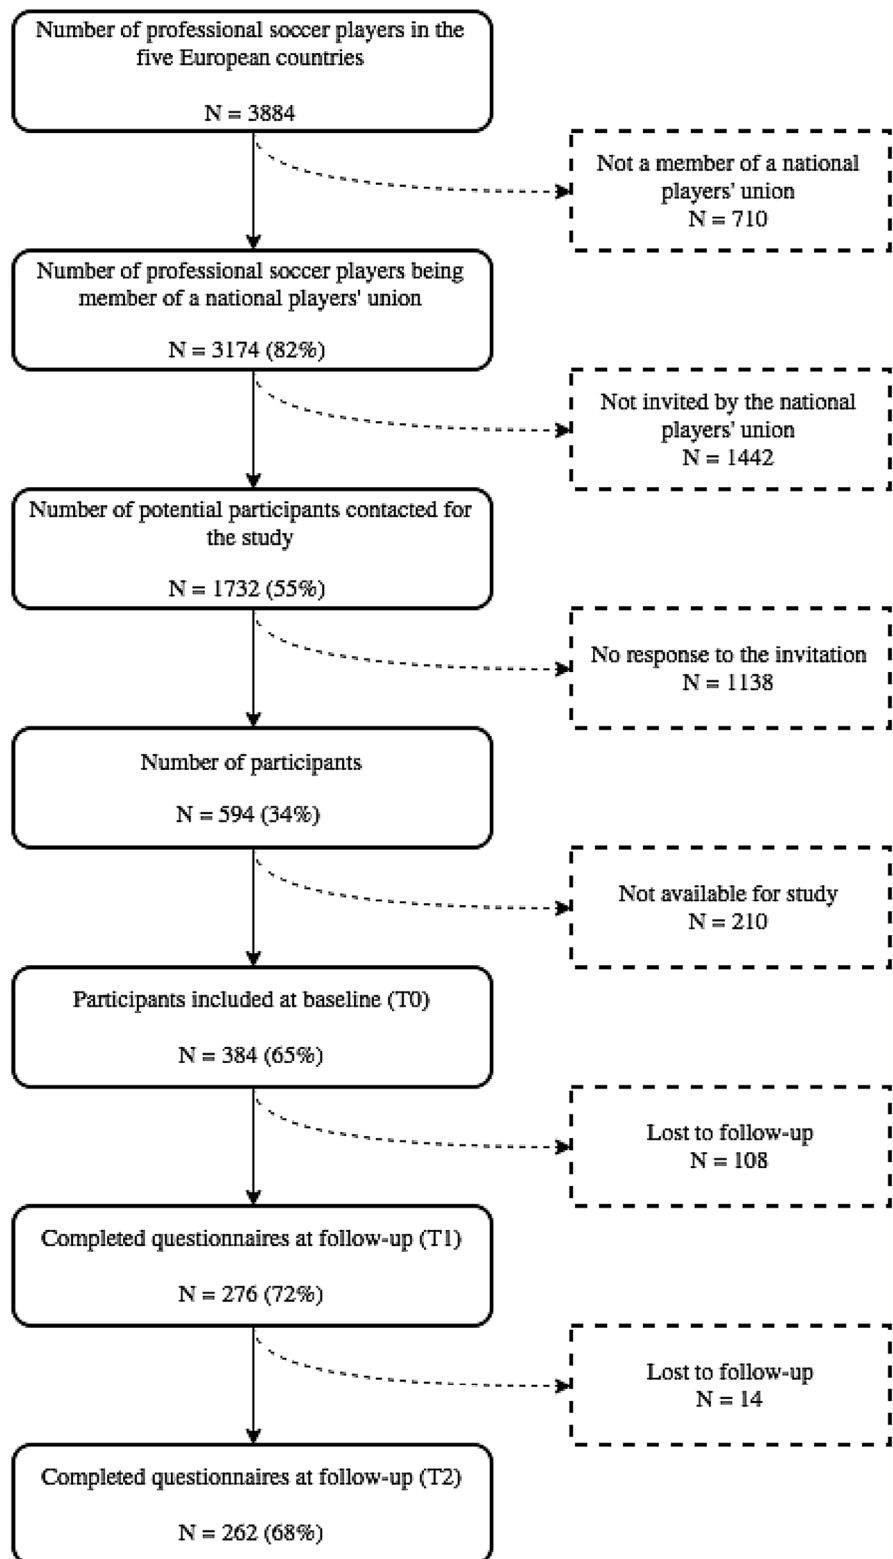 Number of professional soccer players in the
five European countries
N = 3884
Not a member of a national
players' union
N = 710
Number of professional soccer players being
member of a national players' union
N = 3174 (82%)
Not invited by the national
players' union
N = 1442
Number of potential participants contacted for
the study
N = 1732 (55%)
No response to the invitation
N = 1138
Number of participants
N = 594 (34%)
Not available for study
N = 210
Participants included at baseline (T0)
N = 384 (65%)
Lost to follow-up
N = 108
Completed questionnaires at follow-up (T1)
N = 276 (72%)
Lost to follow-up
N = 14
Completed questionnaires at follow-up (T2)
N = 262 (68%)